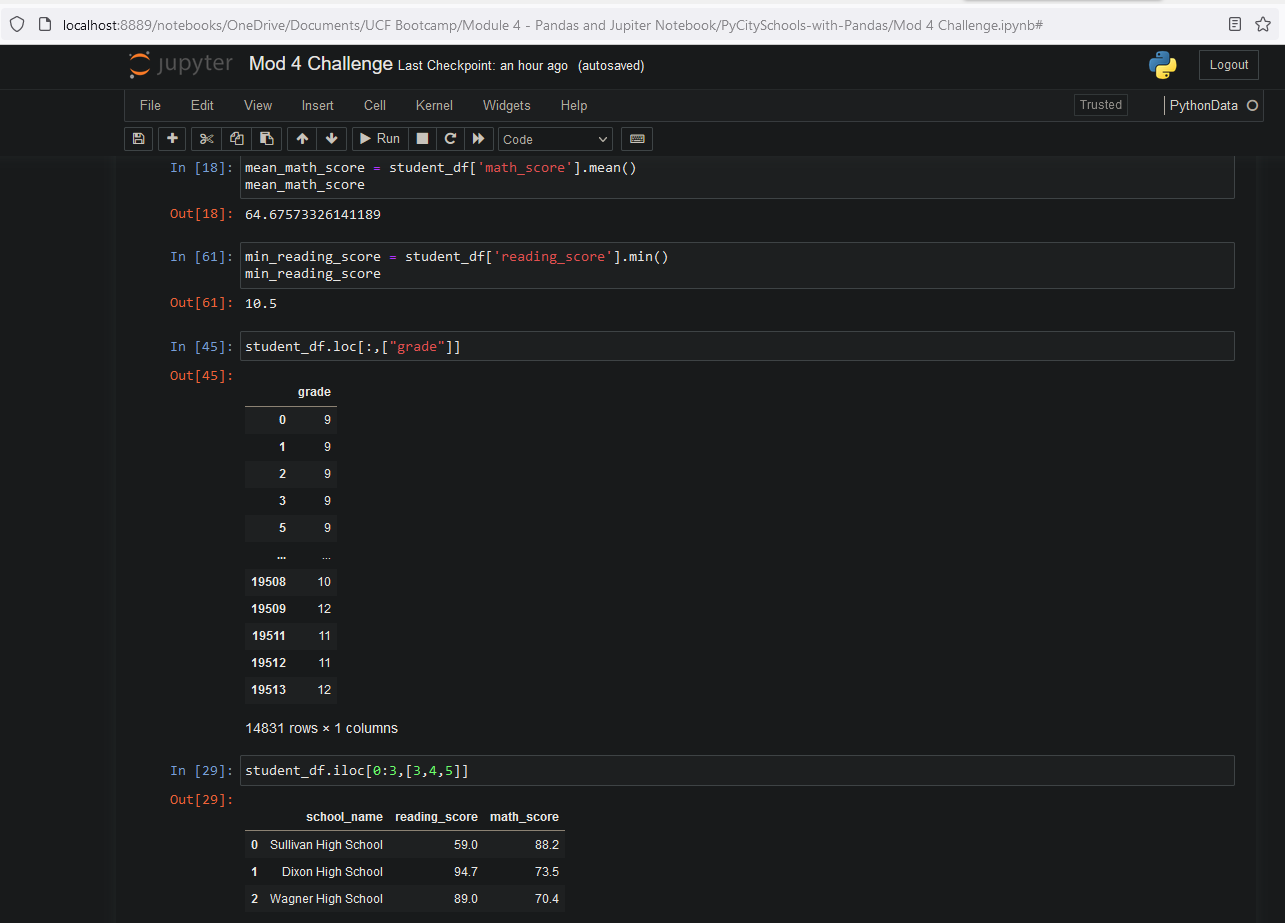 localhost:8889/notebooks/OneDrive/Documents/UCF Bootcamp/Module 4 - Pandas and Jupiter Notebook/PyCitySchools-with-Pandas/Mod 4 Challenge.ipynb#
jupyter Mod 4 Challenge Last Checkpoint: an hour ago (autosaved) Logout
File Edit View Insert Cell Kernel Widgets Help Trusted PythonData
Run Code
In [18]: mean_math_score = student_df['math_score'].mean()
mean_math_score
Out[18]: 64.67573326141189
In [61]: min_reading_score = student_df['reading_score'].min()
min_reading_score
Out[61]: 10.5
In [45]: student_df.loc[:,["grade"]]
Out[45]:
grade
0 9
1 9
2 9
3 9
5 9
... ...
19508 10
19509 12
19511 11
19512 11
19513 12
14831 rows × 1 columns
In [29]: student_df.iloc[0:3,[3,4,5]]
Out[29]:
school_name reading_score math_score
0 Sullivan High School 59.0 88.2
1 Dixon High School 94.7 73.5
2 Wagner High School 89.0 70.4